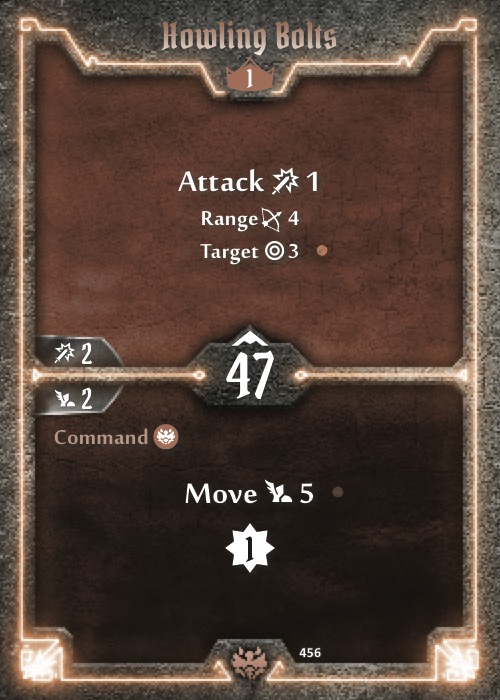 Howling Bolts
1
Attack 1
Range 4
Target 3
2
47
2
Command
Move 5
1
456